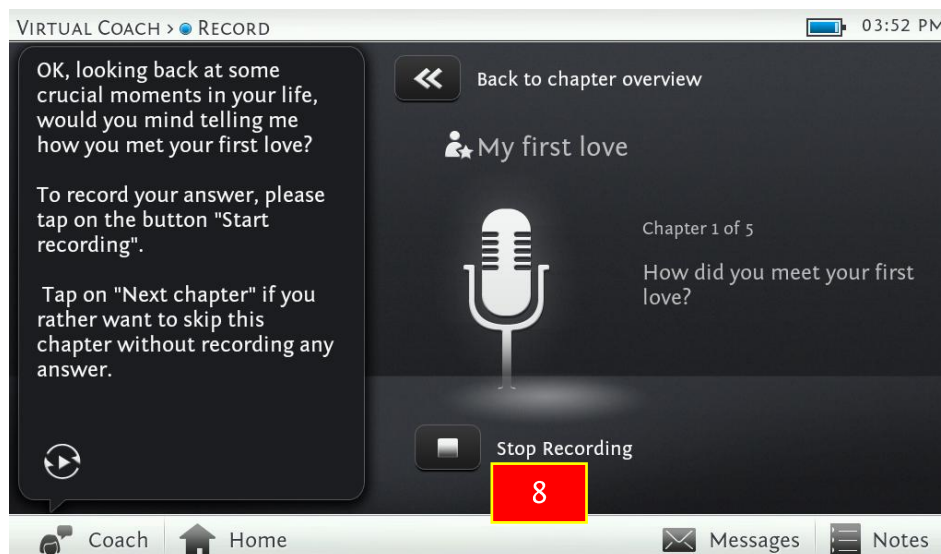 VIRTUAL COACH > RECORD
03:52 PM
OK, looking back at some
crucial moments in your life,
would you mind telling me
how you met your first love?
To record your answer, please
tap on the button "Start
recording".
Tap on "Next chapter" if you
rather want to skip this
chapter without recording any
answer.
Back to chapter overview
My first love
Chapter 1 of 5
How did you meet your first
love?
Stop Recording
8
Coach
Home
Messages
Notes